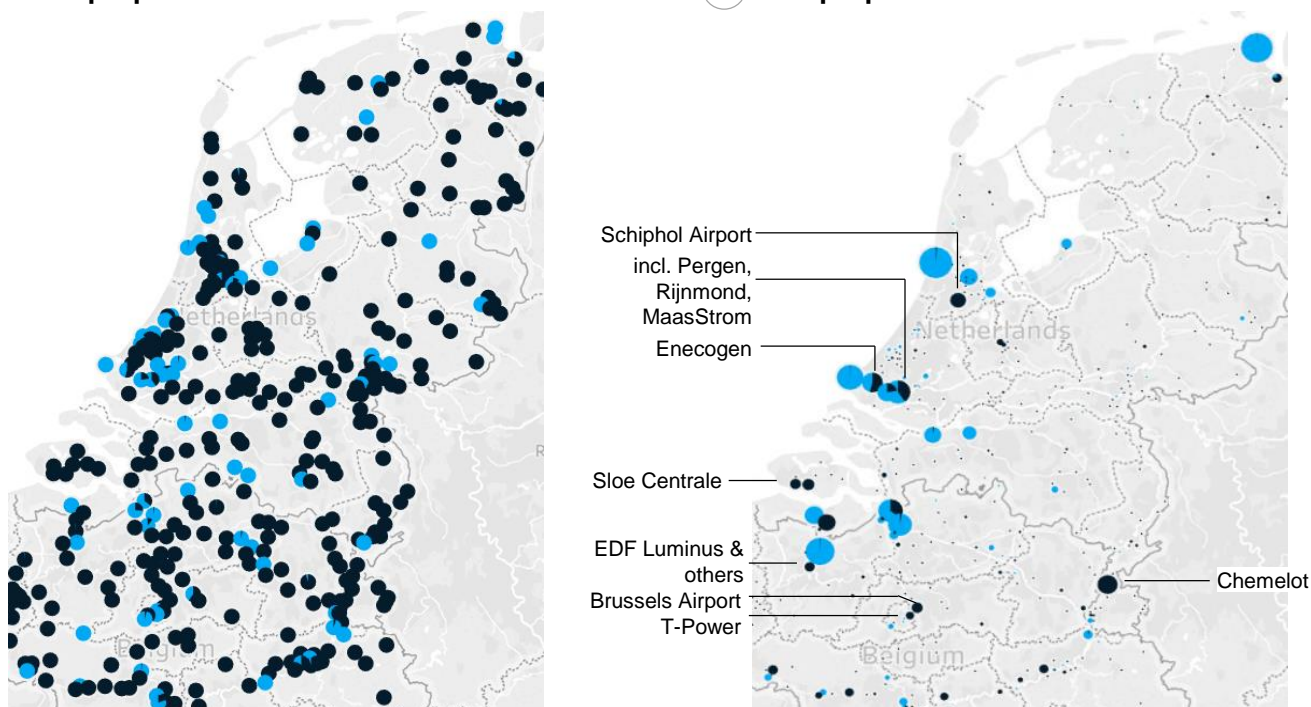 Netherlands
Belgium
Schiphol Airport
incl. Pergen,
Rijnmond,
MaasStrom
Enecogen
Sloe Centrale
EDF Luminus &
others
Brussels Airport
T-Power
Netherlands
Belgium
Chemelot